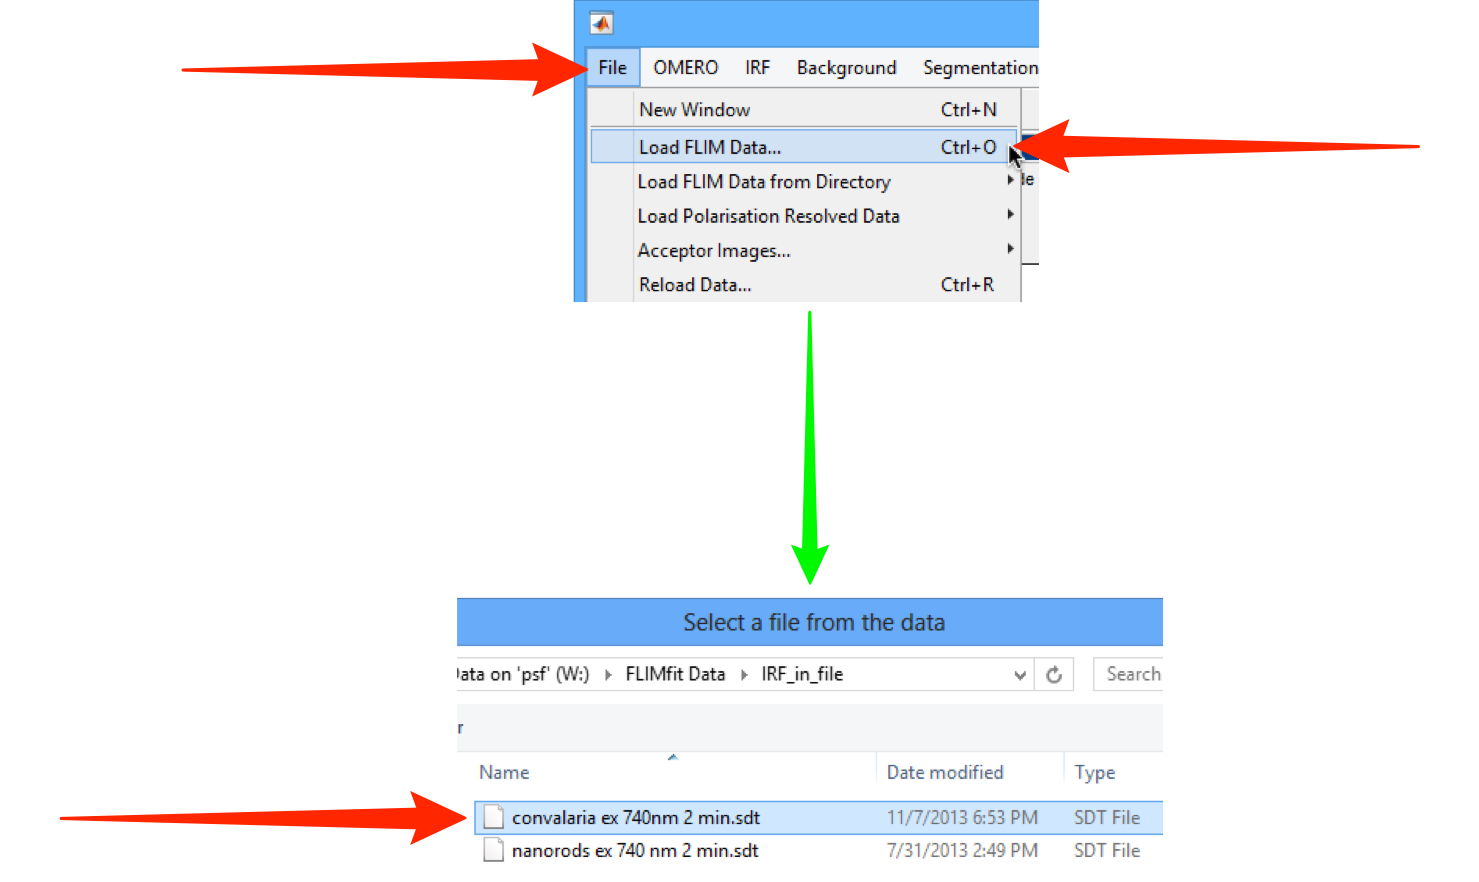 File OMERO IRF Background Segmentation
New Window Ctrl+N
Load FLIM Data... Ctrl+O
Load FLIM Data from Directory
Load Polarisation Resolved Data
Acceptor Images...
Reload Data... Ctrl+R
Select a file from the data
on 'psf' (W:) FLIMfit Data IRF_in_file Search
r
Name Date modified Type
convalaria ex 740nm 2 min.sdt 11/7/2013 6:53 PM SDT File
nanorods ex 740 nm 2 min.sdt 7/31/2013 2:49 PM SDT File